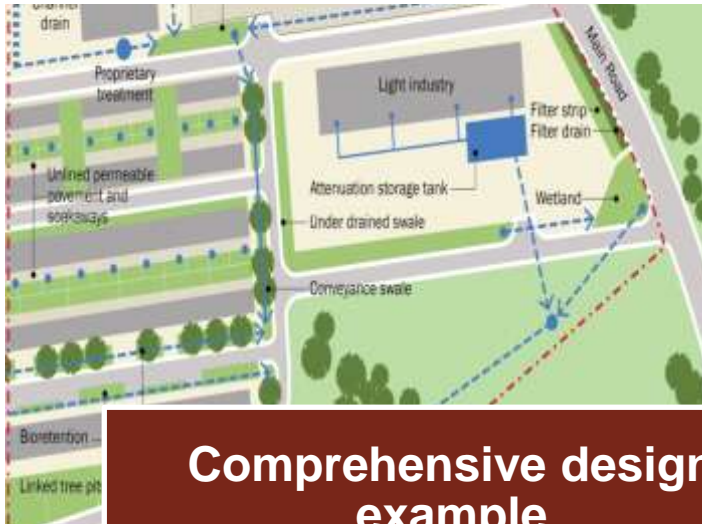 drain
Proprietary
treatment
Main Road
Light industry
Filter strip
Filter drain
Unlined permeable
pavement and
soakaways
Attenuation storage tank
Wetland
Under drained swale
Conveyance swale
Bioretention
Linked tree pits
Comprehensive design
example